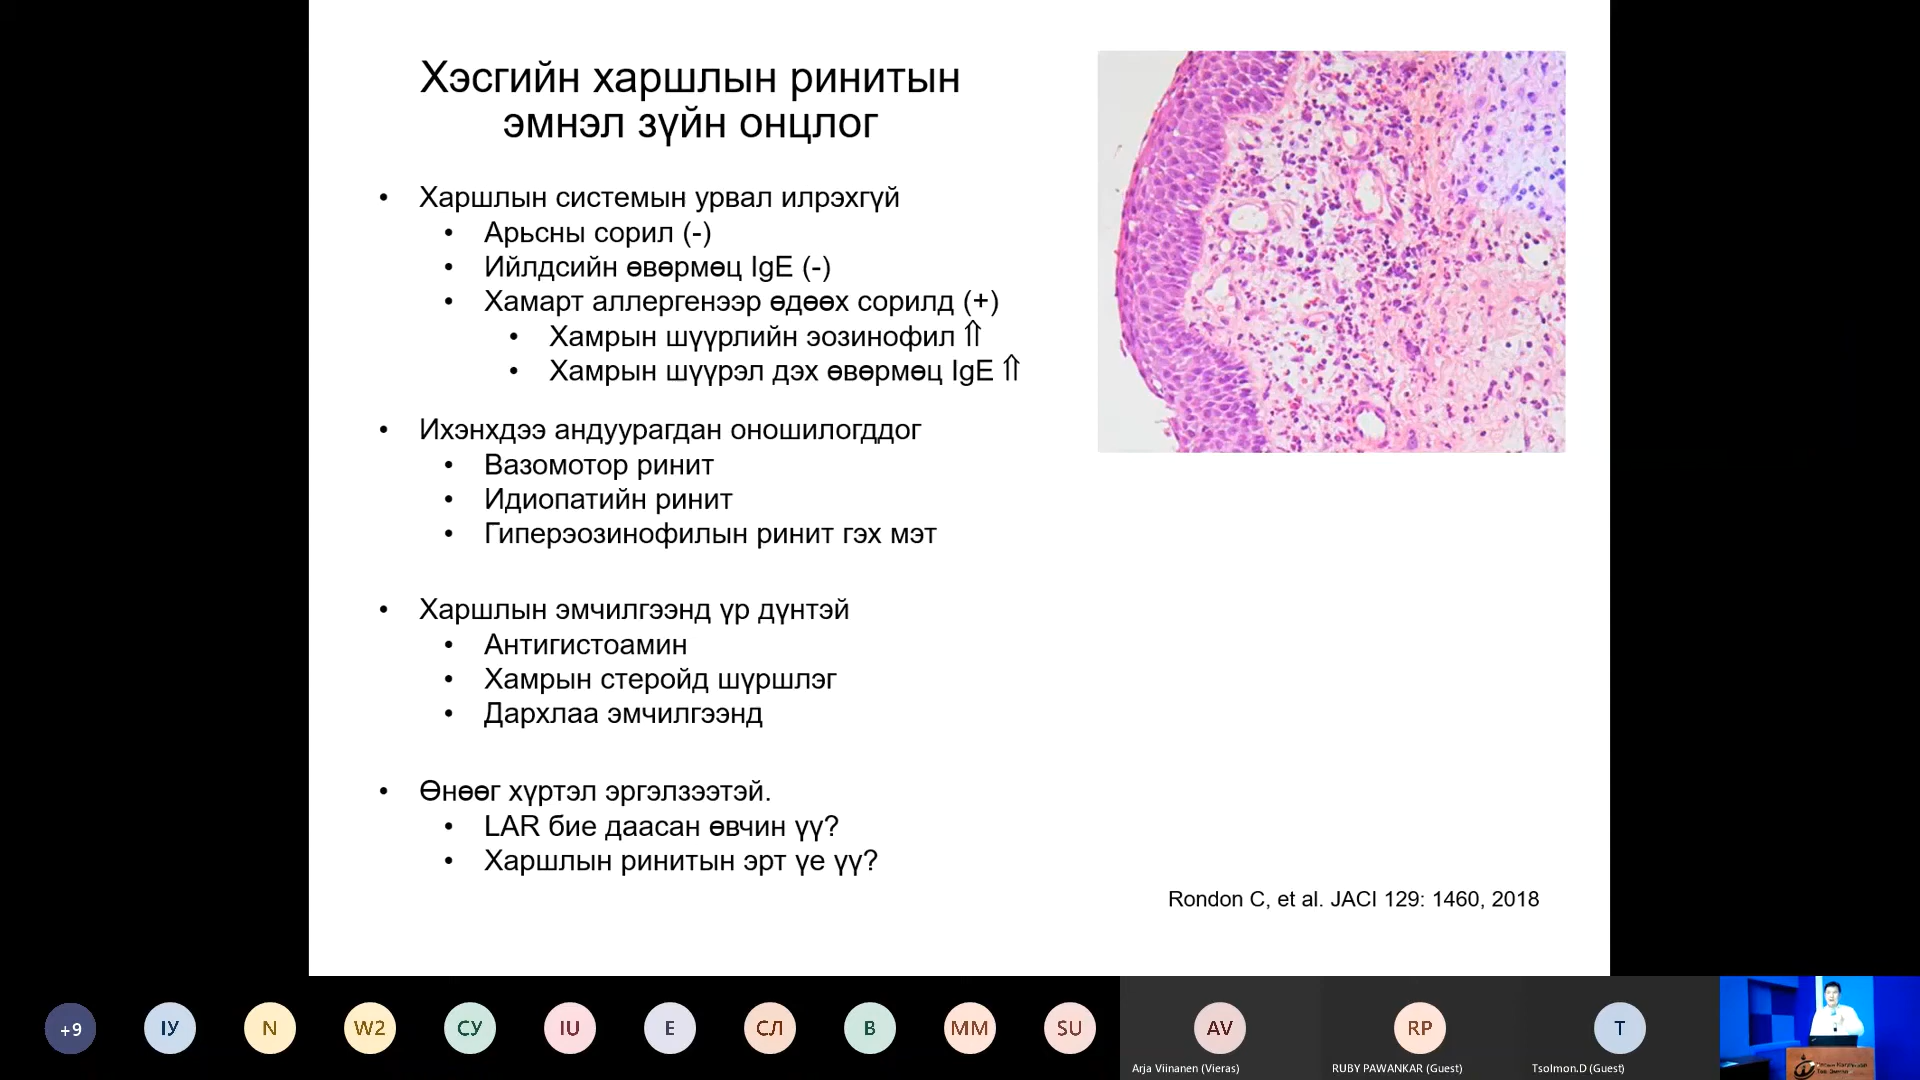 Хэсгийн харшлын ринитын
эмнэл зүйн онцлог
• Харшлын системын урвал илрэхгүй
• Арьсны сорил (-)
• Ийлдсийн өвөрмөц IgE (-)
• Хамарт аллергенээр өдөөх сорилд (+)
• Хамрын шүүрлийн эозинофил ⇑
• Хамрын шүүрэл дэх өвөрмөц IgE ⇑
• Ихэнхдээ андуурагдан оношилогддог
• Вазомотор ринит
• Идиопатийн ринит
• Гиперэозинофилын ринит гэх мэт
• Харшлын эмчилгээнд үр дүнтэй
• Антигистоамин
• Хамрын стеройд шүршлэг
• Дархлаа эмчилгээнд
• Өнөөг хүртэл эргэлзээтэй.
• LAR бие даасан өвчин үү?
• Харшлын ринитын эрт үе үү?
Rondon C, et al. JACI 129: 1460, 2018
+9
ІУ
N
W2
СУ
IU
E
СЛ
B
MM
SU
AV
RP
T
Arja Viinanen (Vieras)
RUBY PAWANKAR (Guest)
Tsolmon.D (Guest)